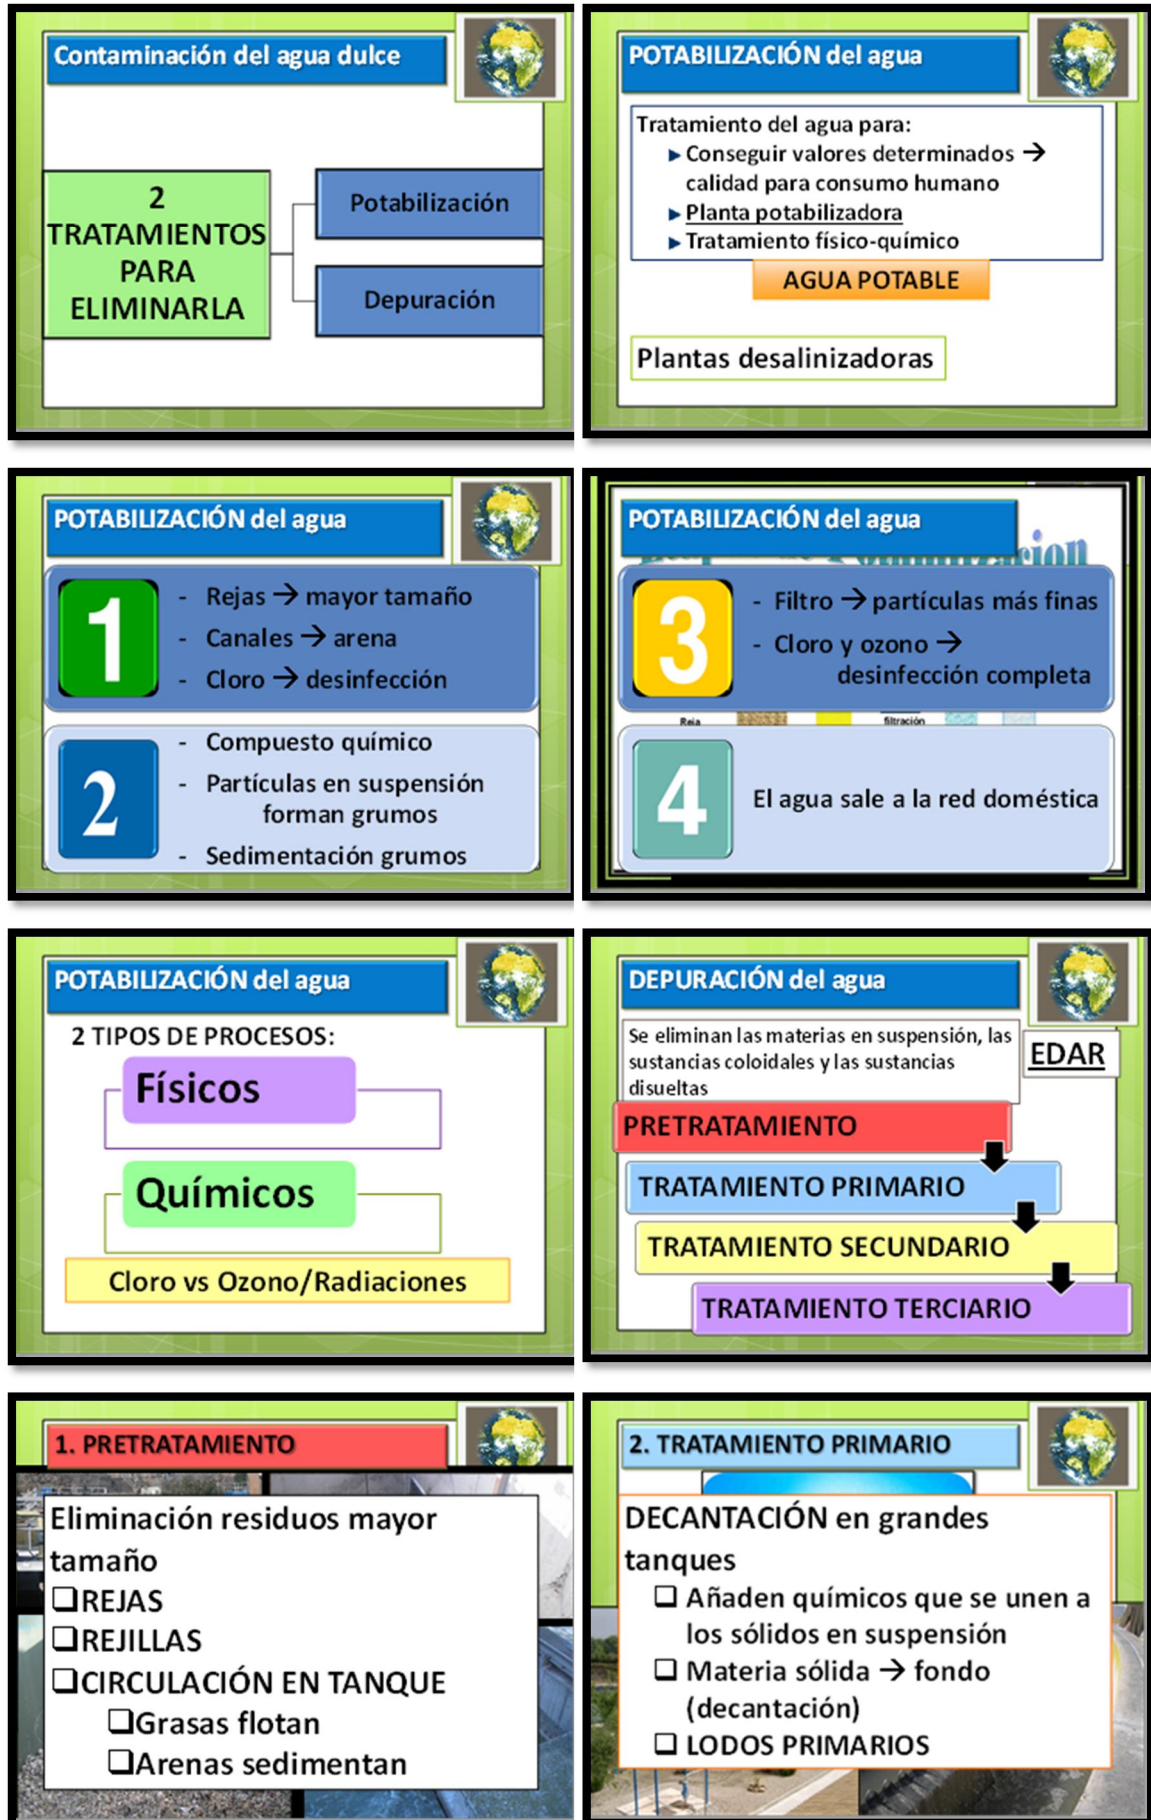 Contaminación del agua dulce
2
TRATAMIENTOS
PARA
ELIMINARLA
Potabilización
Depuración
POTABILIZACIÓN del agua
Tratamiento del agua para:
Conseguir valores determinados →
calidad para consumo humano
Planta potabilizadora
Tratamiento físico-químico
AGUA POTABLE
Plantas desalinizadoras
POTABILIZACIÓN del agua
1
- Rejas → mayor tamaño
- Canales → arena
- Cloro → desinfección
2
- Compuesto químico
- Partículas en suspensión
forman grumos
- Sedimentación grumos
POTABILIZACIÓN del agua
3
- Filtro → partículas más finas
- Cloro y ozono →
desinfección completa
Reja
filtración
4
El agua sale a la red doméstica
POTABILIZACIÓN del agua
2 TIPOS DE PROCESOS:
Físicos
Químicos
Cloro vs Ozono/Radiaciones
DEPURACIÓN del agua
Se eliminan las materias en suspensión, las
sustancias coloidales y las sustancias
disueltas
EDAR
PRETRATAMIENTO
TRATAMIENTO PRIMARIO
TRATAMIENTO SECUNDARIO
TRATAMIENTO TERCIARIO
1. PRETRATAMIENTO
Eliminación residuos mayor
tamaño
❑REJAS
❑REJILLAS
❑CIRCULACIÓN EN TANQUE
❑Grasas flotan
❑Arenas sedimentan
2. TRATAMIENTO PRIMARIO
DECANTACIÓN en grandes
tanques
❑ Añaden químicos que se unen a
los sólidos en suspensión
❑ Materia sólida → fondo
(decantación)
❑ LODOS PRIMARIOS